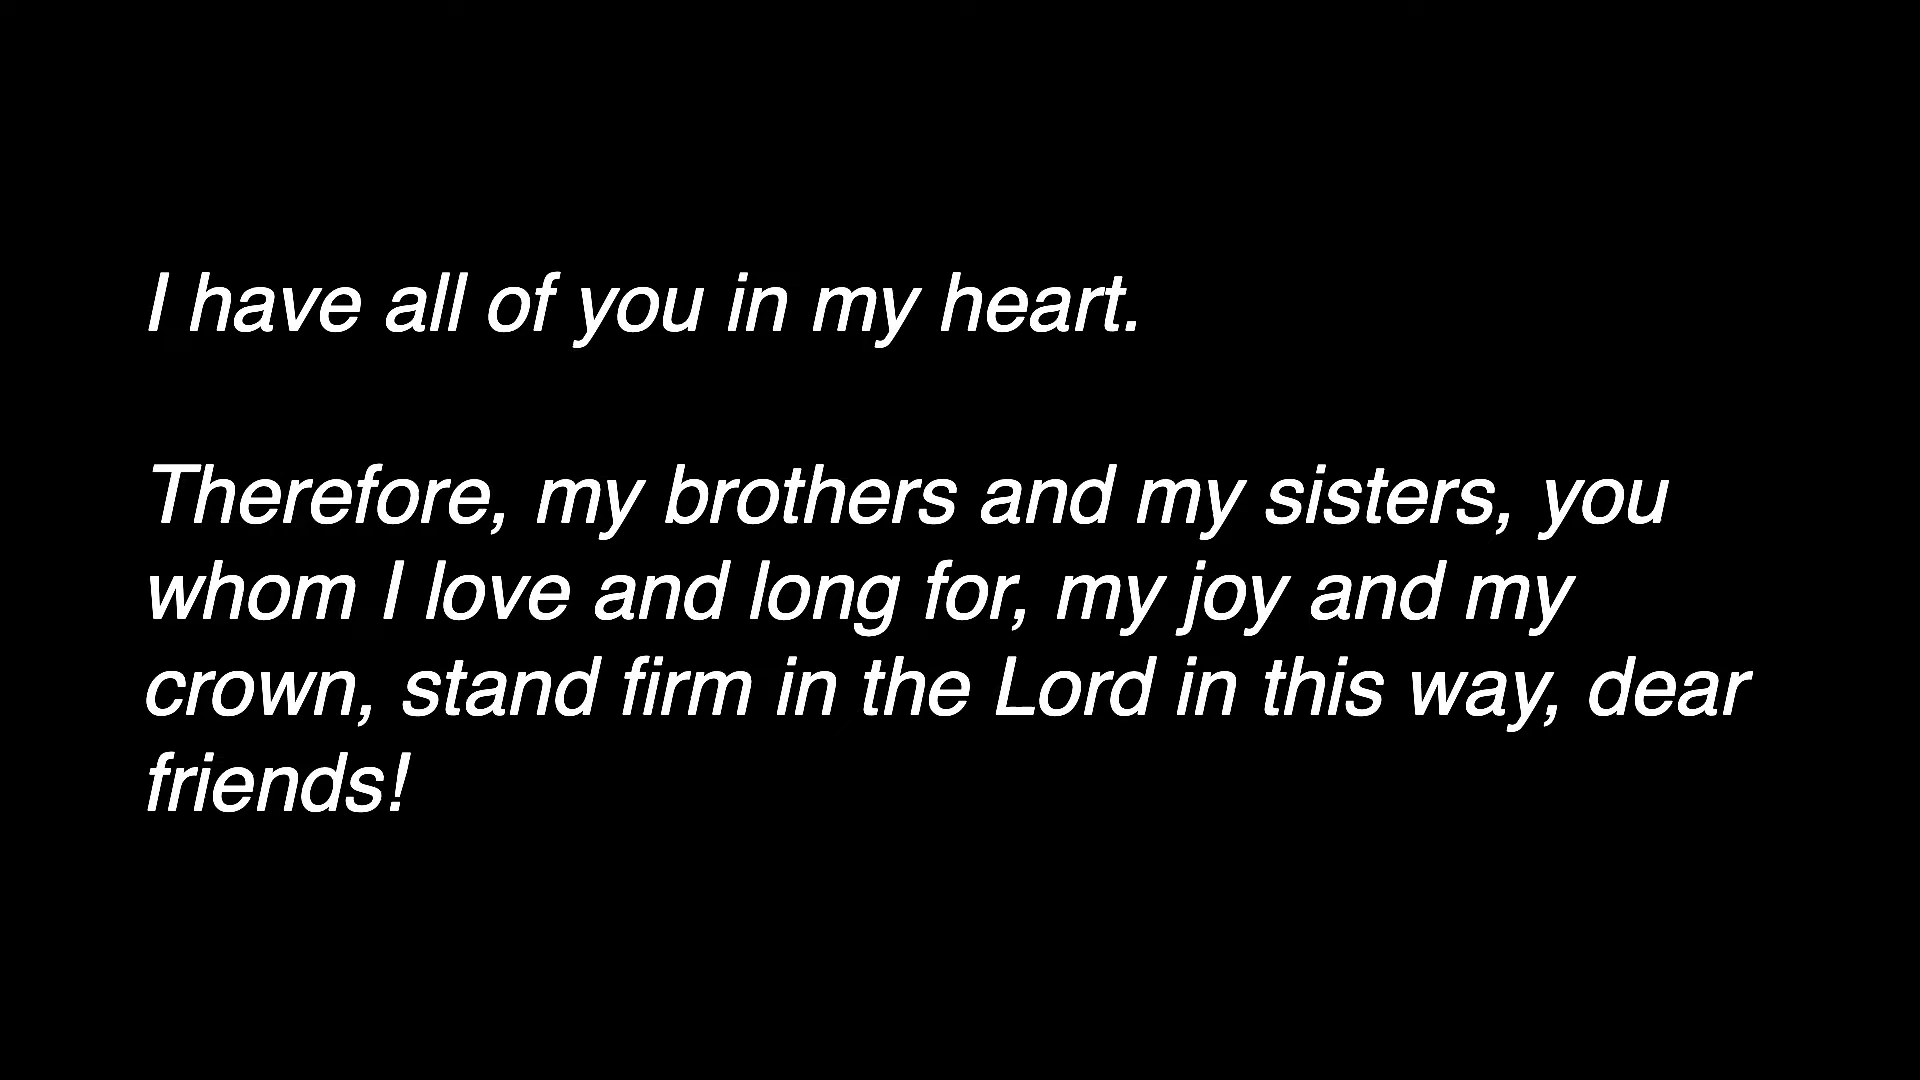 I have all of you in my heart.
Therefore, my brothers and my sisters, you
whom I love and long for, my joy and my
crown, stand firm in the Lord in this way, dear
friends!